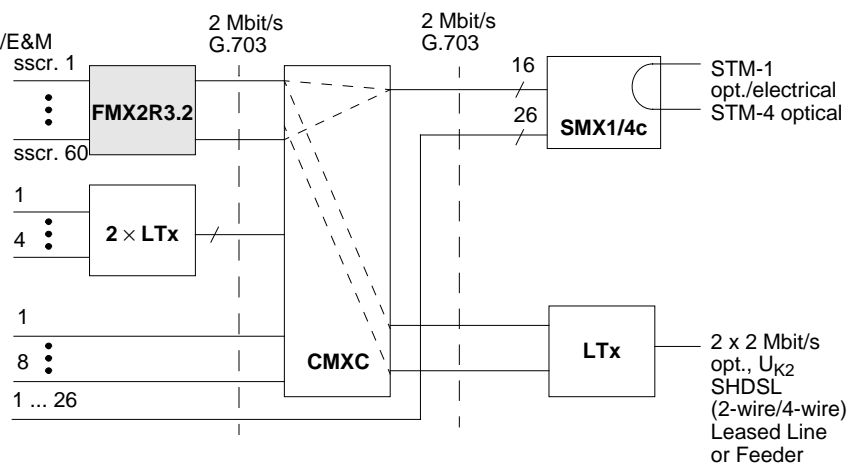 2 Mbit/s
G.703
2 Mbit/s
G.703
/E&M
sscr. 1
FMX2R3.2
sscr. 60
16
26
SMX1/4c
STM-1
opt./electrical
STM-4 optical
1
4
2 × LTx
1
8
CMXC
1 ... 26
LTx
2 x 2 Mbit/s
opt., UK2
SHDSL
(2-wire/4-wire)
Leased Line
or Feeder